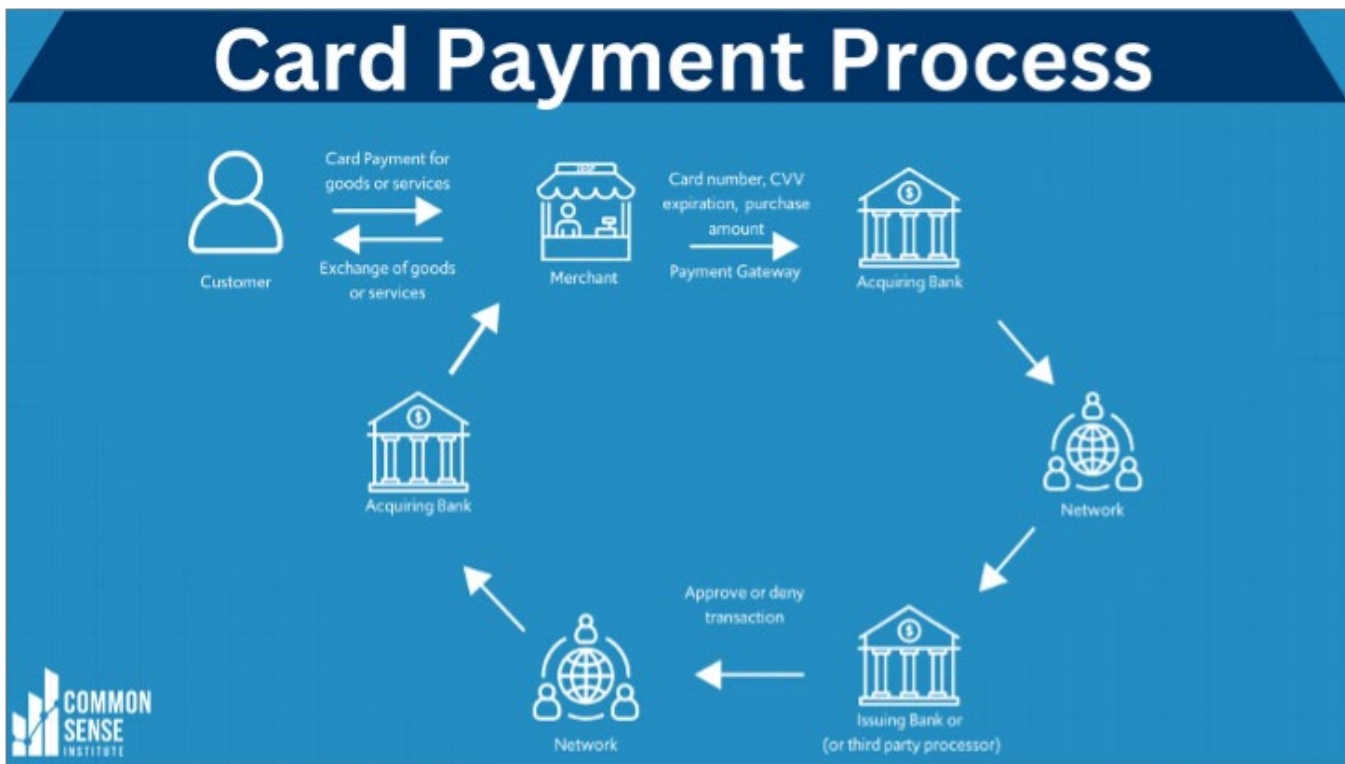 Card Payment Process
Card Payment for
goods or services
Exchange of goods
or services
Customer
SHOP
Merchant
Card number, CVV
expiration, purchase
amount
Payment Gateway
$
Acquiring Bank
Network
$
Issuing Bank or
(or third party processor)
Approve or deny
transaction
Network
$
Acquiring Bank
COMMON
SENSE
INSTITUTE